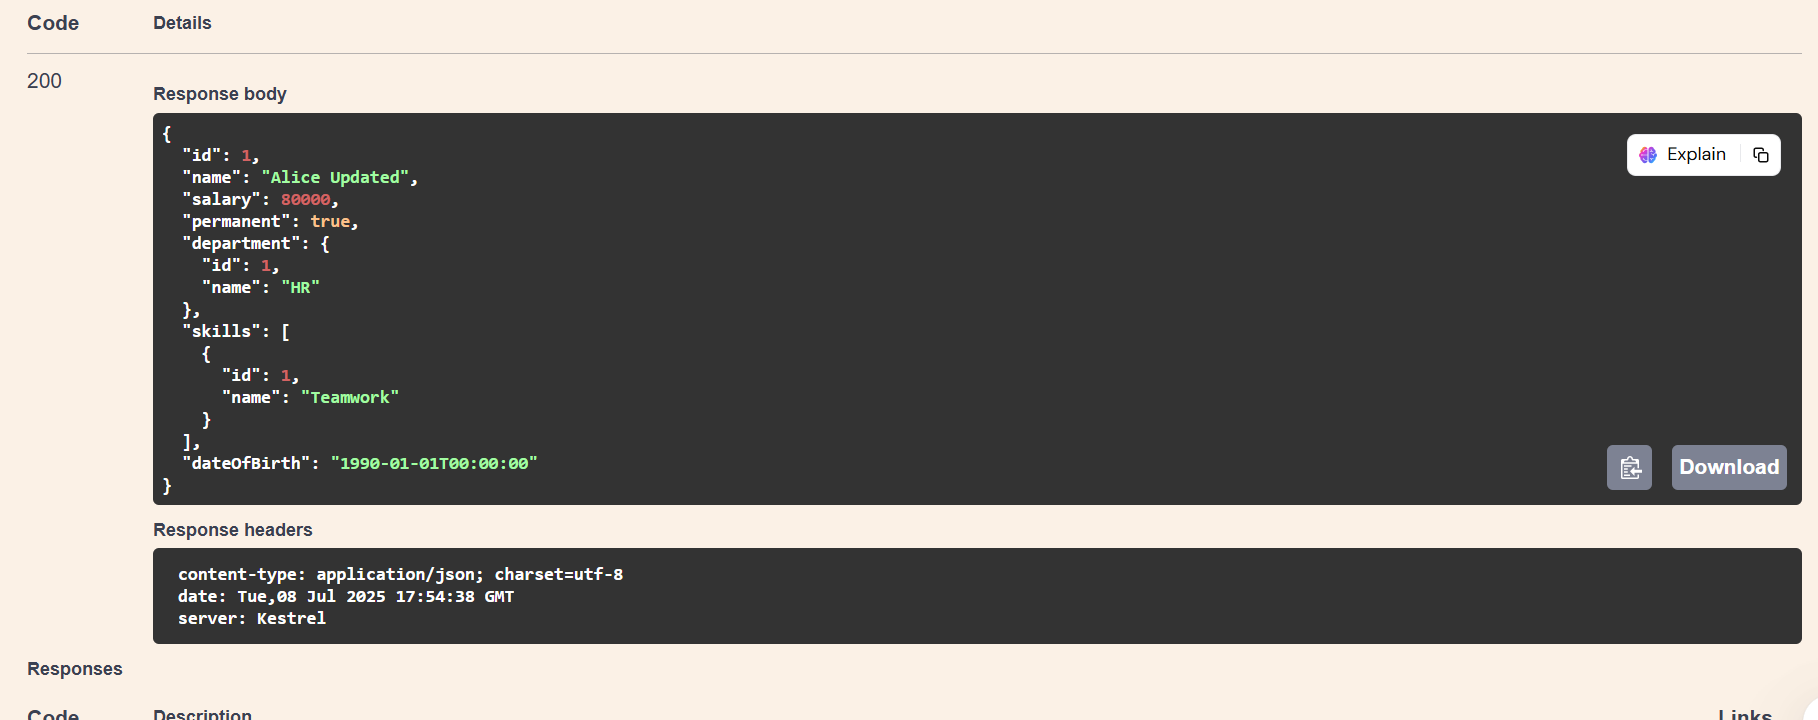 Code Details
200
Response body
{
  "id": 1,
  "name": "Alice Updated",
  "salary": 80000,
  "permanent": true,
  "department": {
    "id": 1,
    "name": "HR"
  },
  "skills": [
    {
      "id": 1,
      "name": "Teamwork"
    }
  ],
  "dateOfBirth": "1990-01-01T00:00:00"
}
Explain
Download
Response headers
content-type: application/json; charset=utf-8
date: Tue,08 Jul 2025 17:54:38 GMT
server: Kestrel
Responses
Code Description Links